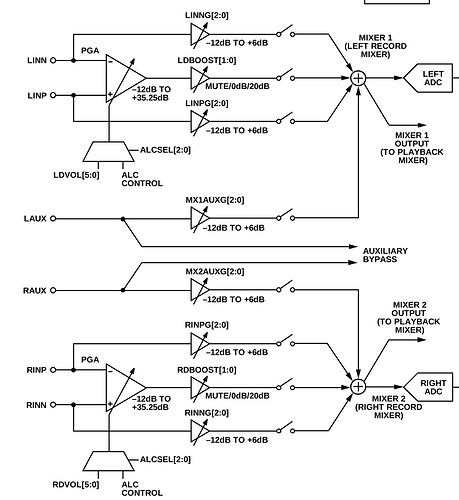 LINNG[2:0]
–12dB TO +6dB
LINN
PGA
–
LDBOOST[1:0]
MIXER 1
(LEFT RECORD
MIXER)
LEFT
ADC
LINP
+
–12dB TO
+35.25dB
MUTE/0dB/20dB
LINPG[2:0]
–12dB TO +6dB
MIXER 1
OUTPUT
(TO PLAYBACK
MIXER)
ALCSEL[2:0]
LDVOL[5:0]
ALC
CONTROL
MX1AUXG[2:0]
LAUX
–12dB TO +6dB
AUXILIARY
BYPASS
MX2AUXG[2:0]
RAUX
–12dB TO +6dB
MIXER 2
OUTPUT
(TO PLAYBACK
MIXER)
RINPG[2:0]
–12dB TO +6dB
RINP
PGA
–
RDBOOST[1:0]
RIGHT
ADC
RINN
+
–12dB TO
+35.25dB
MUTE/0dB/20dB
MIXER 2
(RIGHT RECORD
MIXER)
RINNG[2:0]
–12dB TO +6dB
ALCSEL[2:0]
RDVOL[5:0]
ALC
CONTROL